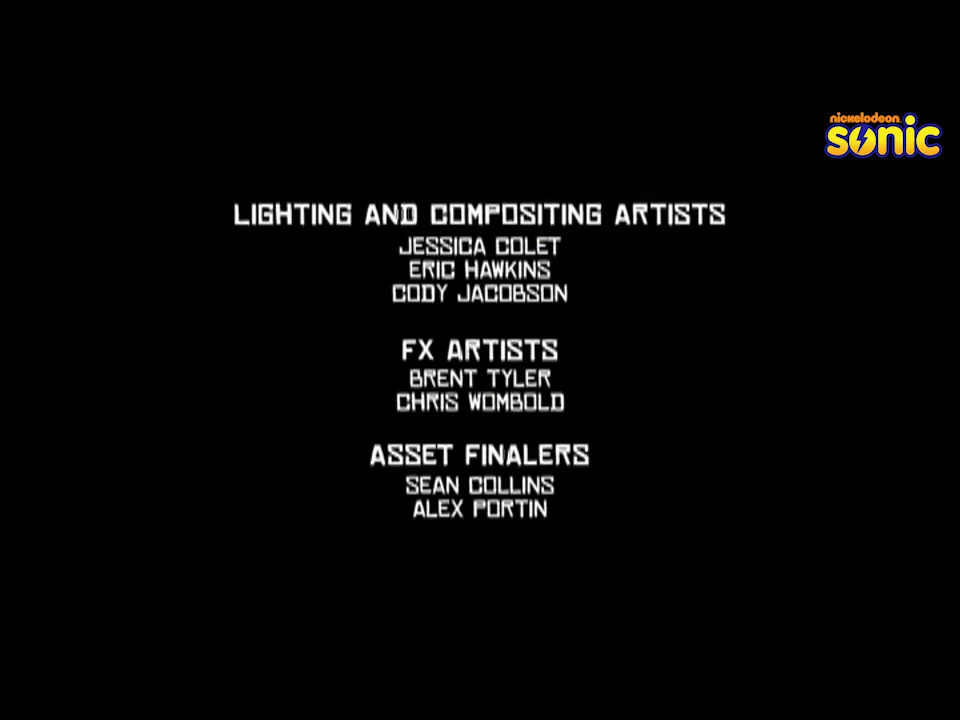 nickelodeon
sonic
LIGHTING AND COMPOSITING ARTISTS
JESSICA COLET
ERIC HAWKINS
CODY JACOBSON
FX ARTISTS
BRENT TYLER
CHRIS WOMBOLD
ASSET FINALERS
SEAN COLLINS
ALEX PORTIN